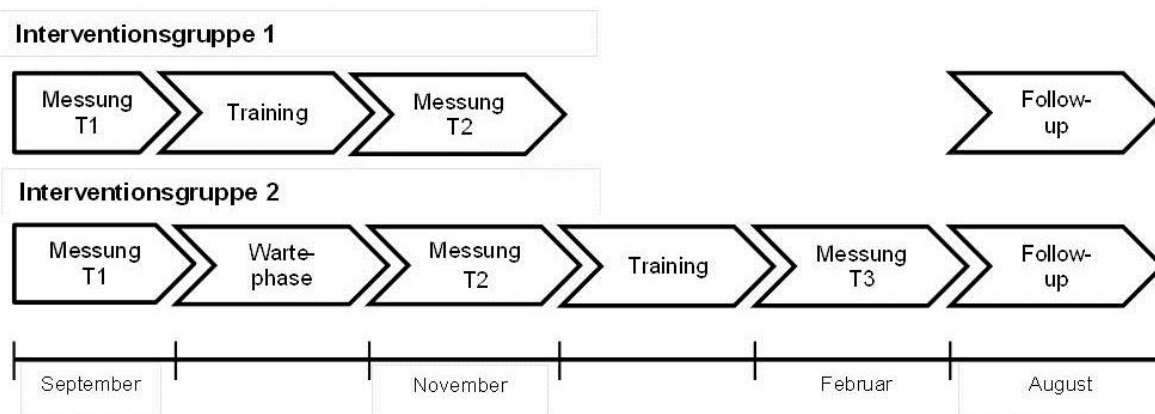 Interventionsgruppe 1
Messung
T1
Training
Messung
T2
Follow-
up
Interventionsgruppe 2
Messung
T1
Warte-
phase
Messung
T2
Training
Messung
T3
Follow-
up
September
November
Februar
August